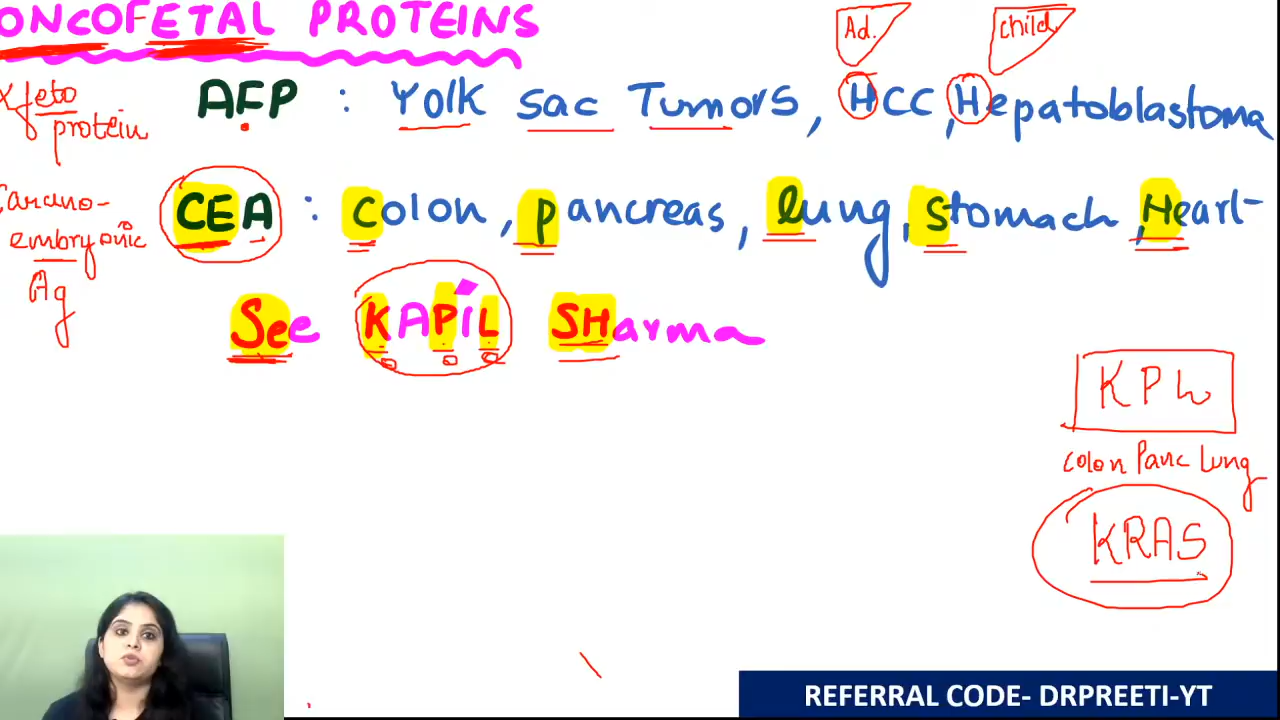 ONCOFETAL PROTEINS
Ad.
Child
AFP : Yolk sac Tumors, HCC, Hepatoblastoma
feto
protein
CEA : Colon, pancreas, lung, Stomach, Heart
embryonic
Ag
See KAPIL SHarma
KPL
Colon Panc Lung
KRAS
REFERRAL CODE- DRPREETI-YT